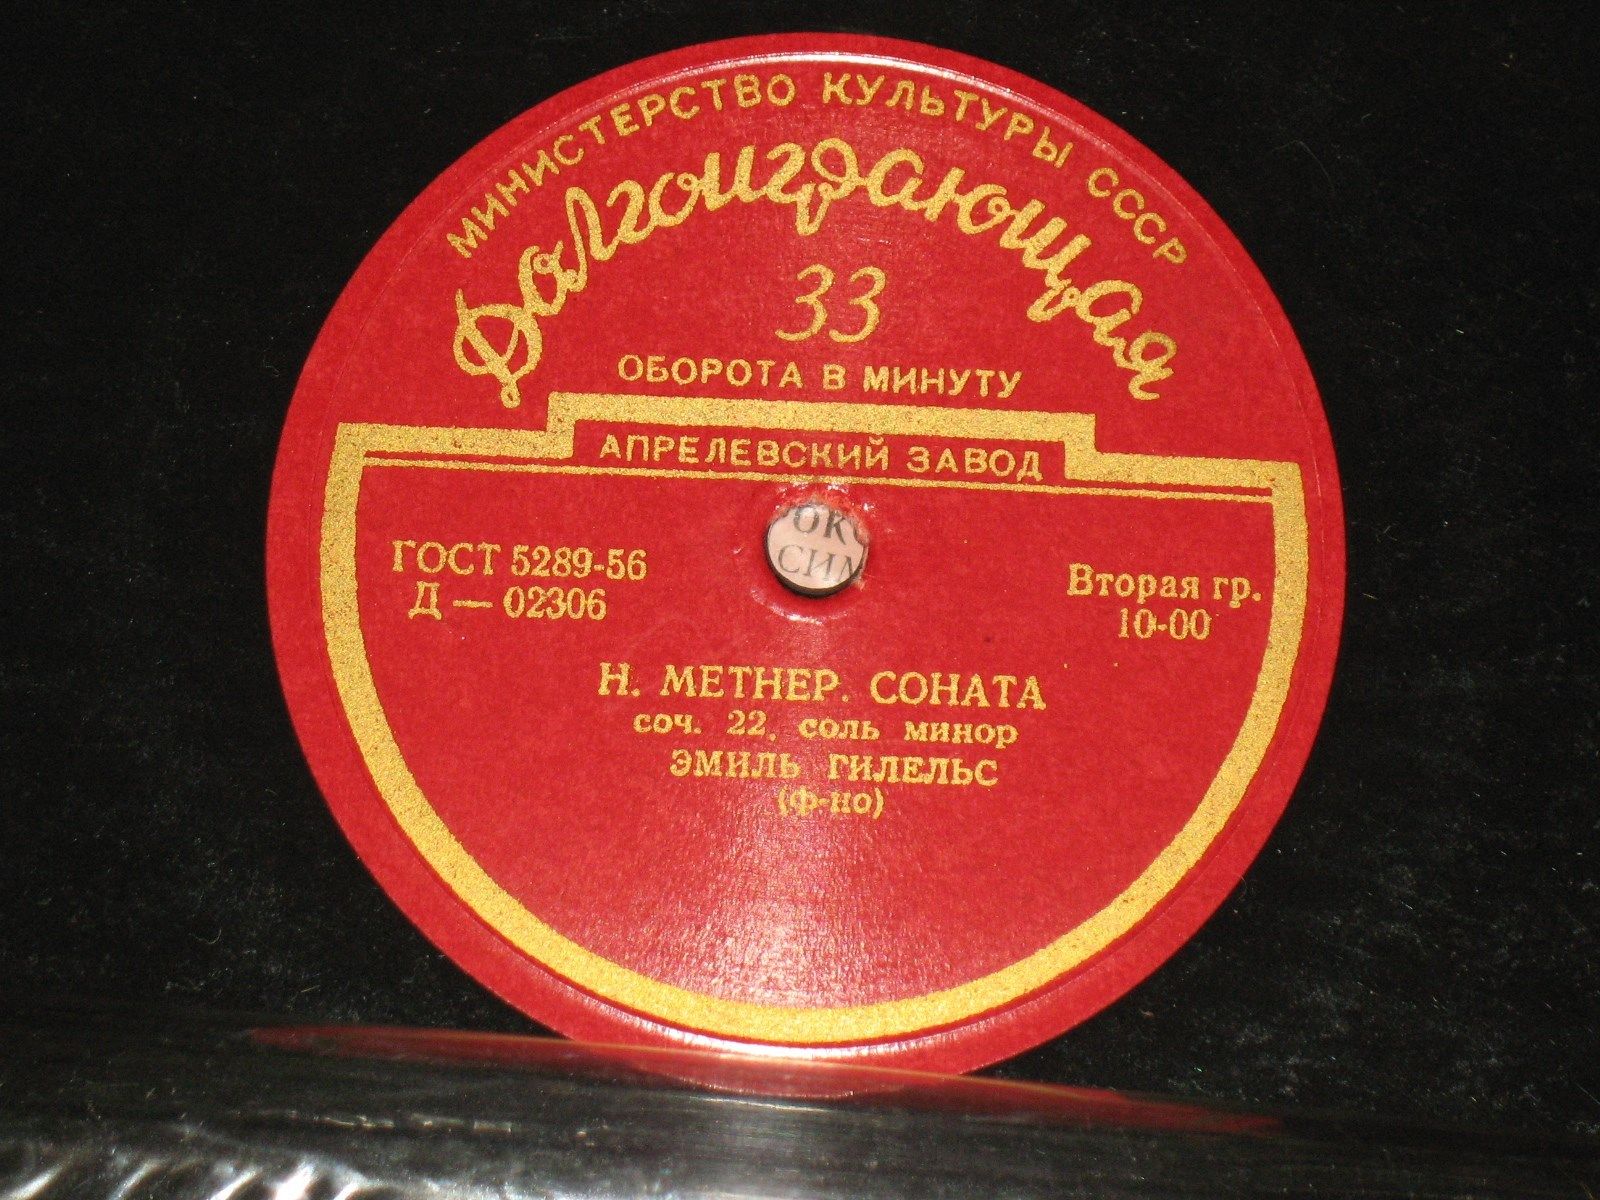 МИНИСТЕРСТВО КУЛЬТУРЫ СССР
Долгоиграющая
33
ОБОРОТА В МИНУТУ
АПРЕЛЕВСКИЙ ЗАВОД
ГОСТ 5289-56
Д — 02306
Вторая гр.
10-00
Н. МЕТНЕР. СОНАТА
соч. 22, соль минор
ЭМИЛЬ ГИЛЕЛЬС
(ф-но)